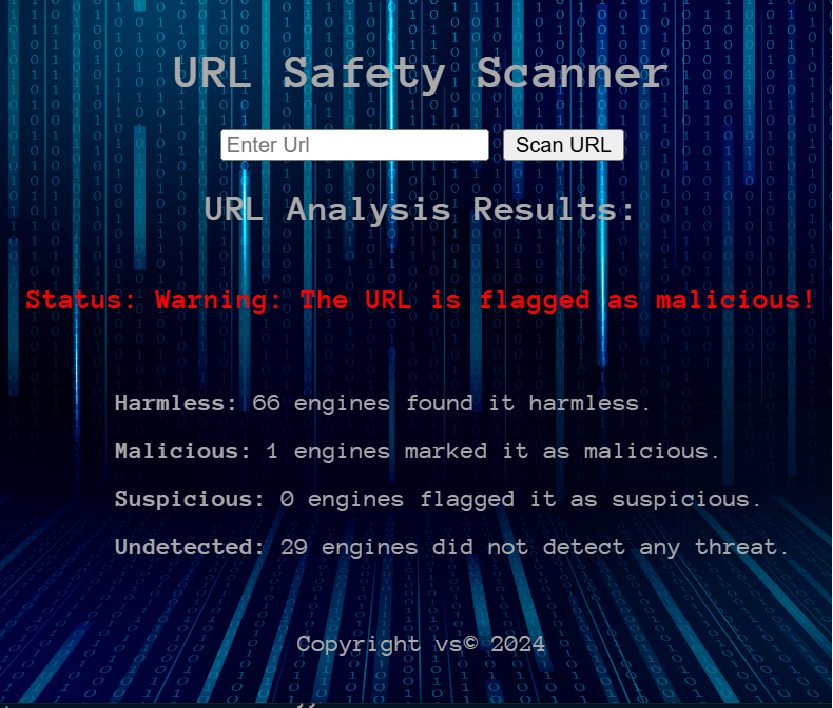 URL Safety Scanner
Enter Url Scan URL
URL Analysis Results:
Status: Warning: The URL is flagged as malicious!
Harmless: 66 engines found it harmless.
Malicious: 1 engines marked it as malicious.
Suspicious: 0 engines flagged it as suspicious.
Undetected: 29 engines did not detect any threat.
Copyright vs© 2024